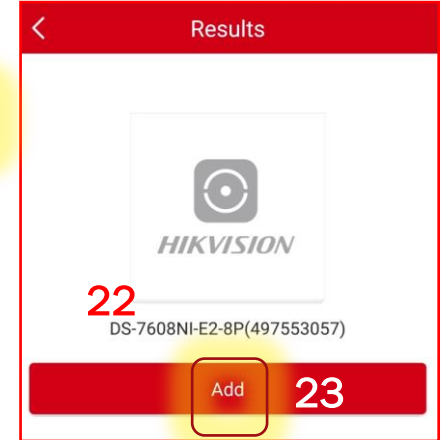 Results
HIKVISION
22
DS-7608NI-E2-8P(497553057)
Add 23